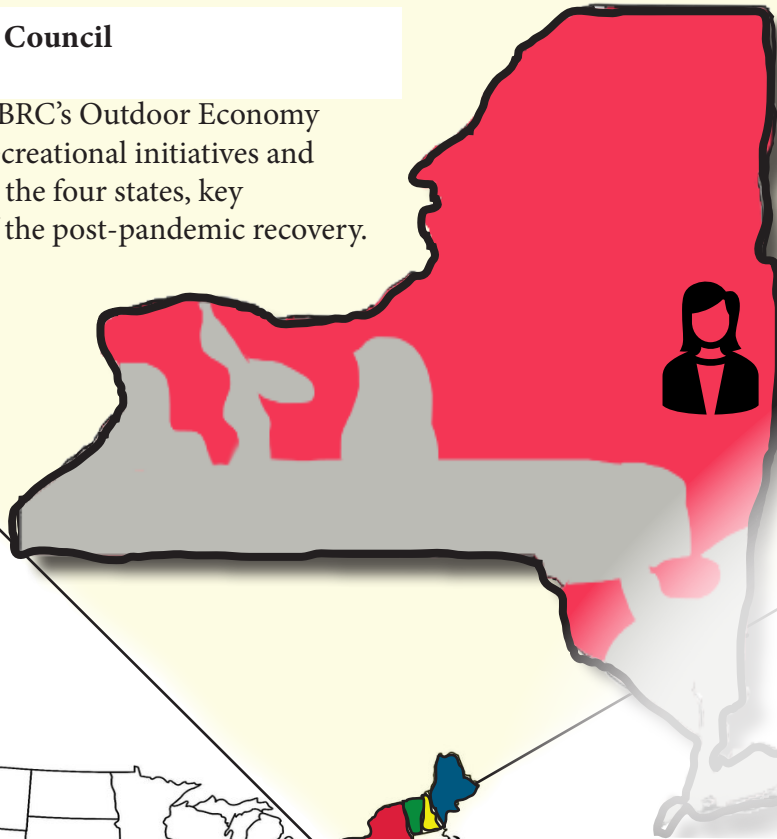 Council
BRC’s Outdoor Economy
creational initiatives and
the four states, key
the post-pandemic recovery.